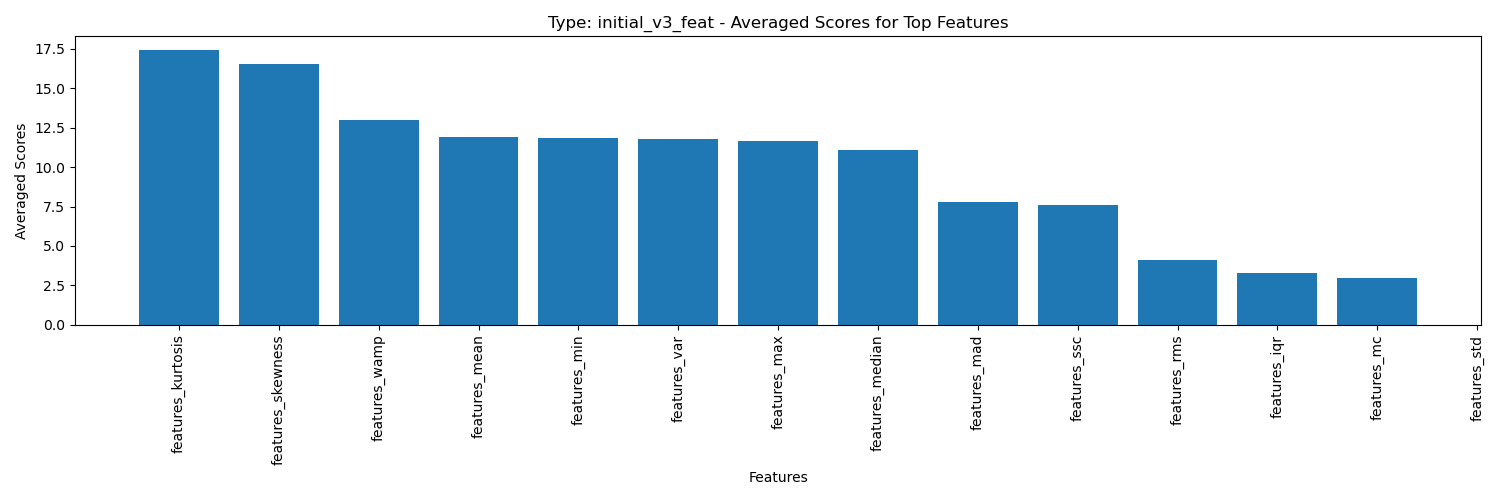 Type: initial_v3_feat - Averaged Scores for Top Features
Averaged Scores
17.5
15.0
12.5
10.0
7.5
5.0
2.5
0.0
features_kurtosis
features_skewness
features_wamp
features_mean
features_min
features_var
features_max
features_median
features_mad
features_ssc
features_rms
features_iqr
features_mc
features_std
Features